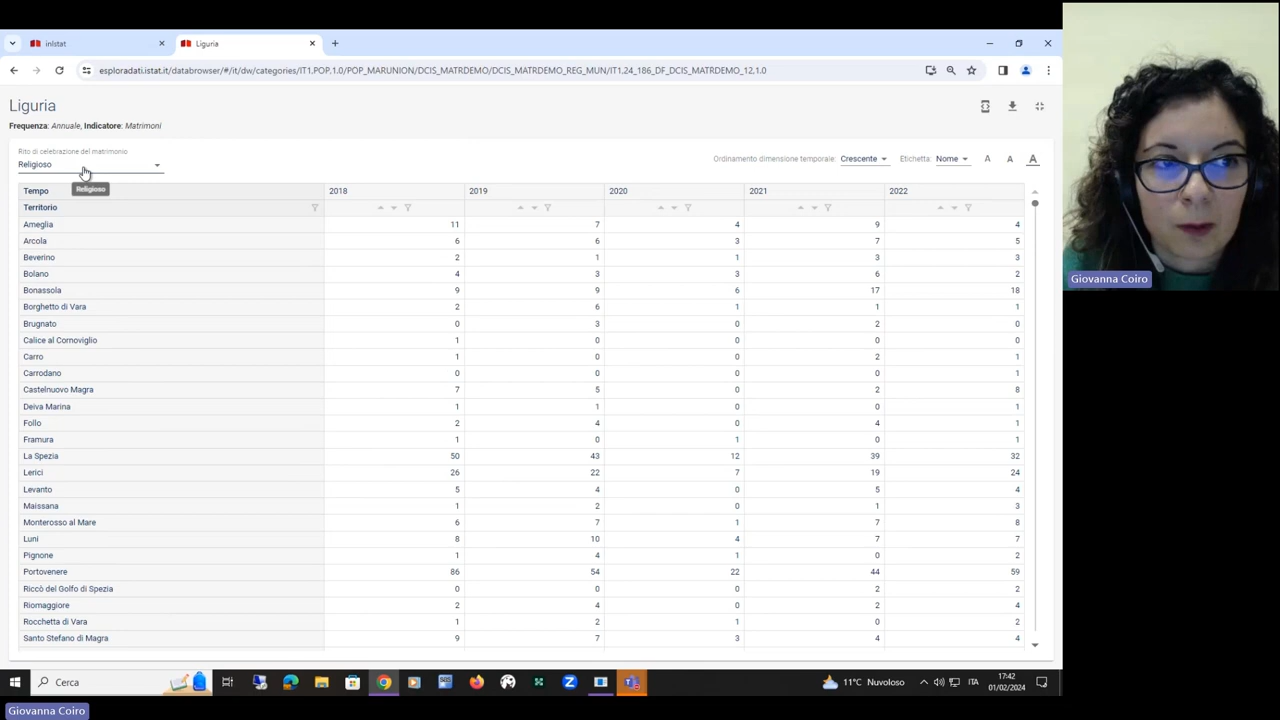 inIstat
Liguria
esploradati.istat.it/databrowser/#/it/dw/categories/IT1,POP,1.0/POP_MARUNION/DCIS_MATRDEMO/DCIS_MATRDEMO_REG_MUN/IT1,24_186_DF_DCIS_MATRDEMO_12,1.0
Liguria
Frequenza: Annuale, Indicatore: Matrimoni
Rito di celebrazione del matrimonio
Religioso
Ordinamento dimensione temporale: Crescente Etichetta: Nome A A A
Religioso
Tempo 2018 2019 2020 2021 2022
Territorio
Ameglia 11 7 4 9 4
Arcola 6 6 3 7 5
Beverino 2 1 1 3 3
Bolano 4 3 3 6 2
Bonassola 9 9 6 17 18
Borghetto di Vara 2 6 1 1 1
Brugnato 0 3 0 2 0
Calice al Cornoviglio 1 0 0 0 0
Carro 1 0 0 2 1
Carrodano 0 0 0 0 1
Castelnuovo Magra 7 5 0 2 8
Deiva Marina 1 1 0 0 1
Follo 2 4 0 4 1
Framura 1 0 1 0 1
La Spezia 50 43 12 39 32
Lerici 26 22 7 19 24
Levanto 5 4 0 5 4
Maissana 1 2 0 1 3
Monterosso al Mare 6 7 1 7 8
Luni 8 10 4 7 7
Pignone 1 4 1 0 2
Portovenere 86 54 22 44 59
Riccò del Golfo di Spezia 0 0 0 2 2
Riomaggiore 2 4 0 2 4
Rocchetta di Vara 1 2 1 0 2
Santo Stefano di Magra 9 7 3 4 4
Giovanna Coiro
Cerca
11°C Nuvoloso
ITA
17:42
01/02/2024
Giovanna Coiro